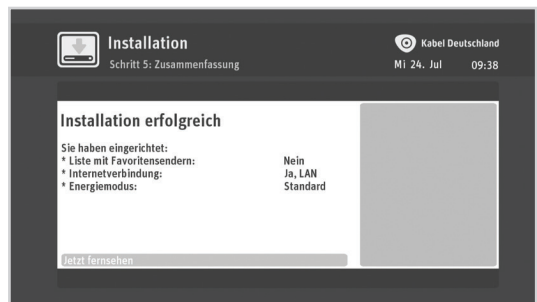 Installation
Schritt 5: Zusammenfassung
Kabel Deutschland
Mi 24. Jul 09:38
Installation erfolgreich
Sie haben eingerichtet:
* Liste mit Favoritensendern: Nein
* Internetverbindung: Ja, LAN
* Energiemodus: Standard
Jetzt fernsehen